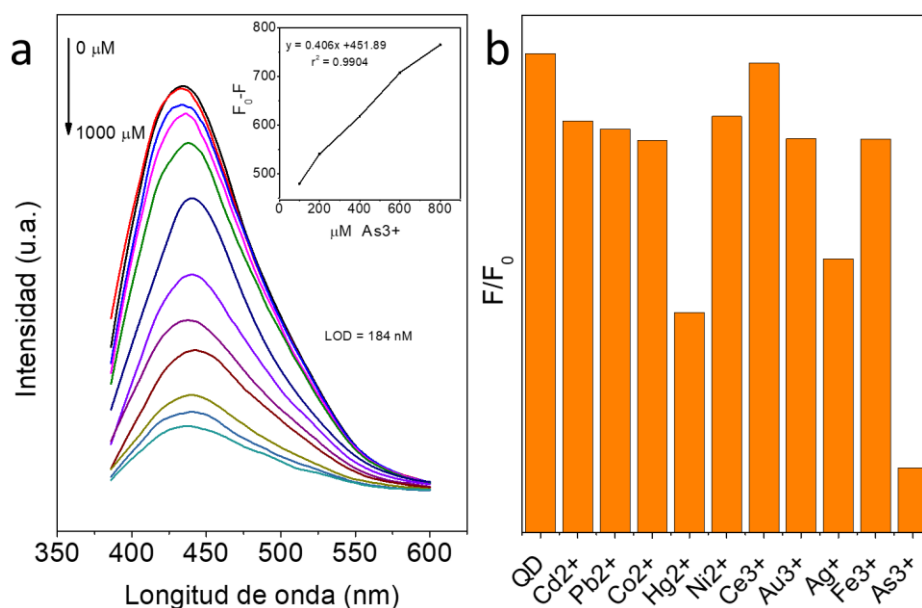 a
0 μM
1000 μM
Intensidad (u.a.)
350 400 450 500 550 600
Longitud de onda (nm)
LOD = 184 nM
y = 0.406x +451.89
r² = 0.9904
F₀-F
800
700
600
500
0 200 400 600 800
μM As3+
b
F/F₀
QD Cd2+ Pb2+ Co2+ Hg2+ Ni2+ Ce3+ Au3+ Ag+ Fe3+ As3+